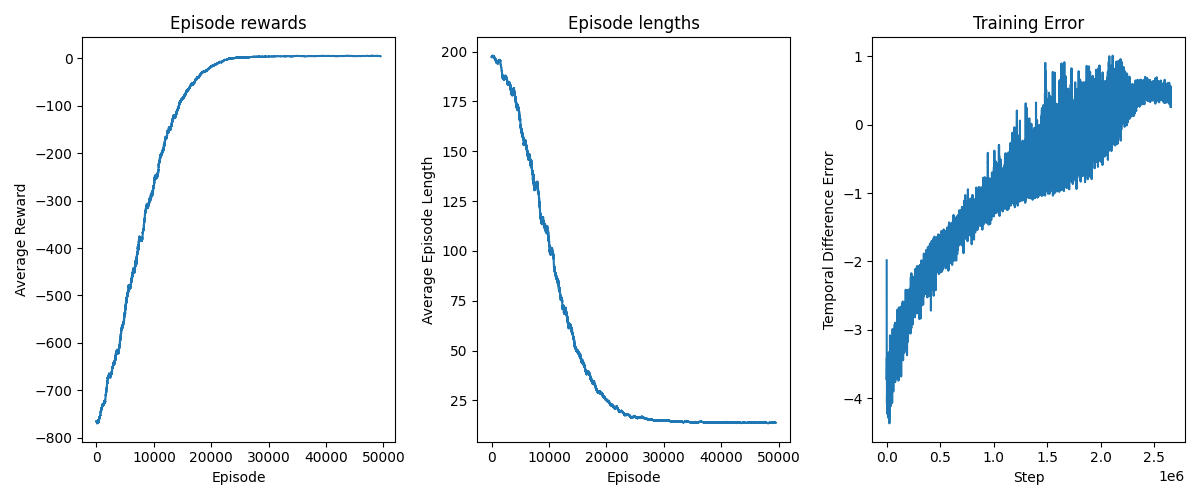 Episode rewards
Average Reward
0
−100
−200
−300
−400
−500
−600
−700
−800
0 10000 20000 30000 40000 50000
Episode
Episode lengths
Average Episode Length
200
175
150
125
100
75
50
25
0 10000 20000 30000 40000 50000
Episode
Training Error
Temporal Difference Error
1
0
−1
−2
−3
−4
0.0 0.5 1.0 1.5 2.0 2.5
1e6
Step